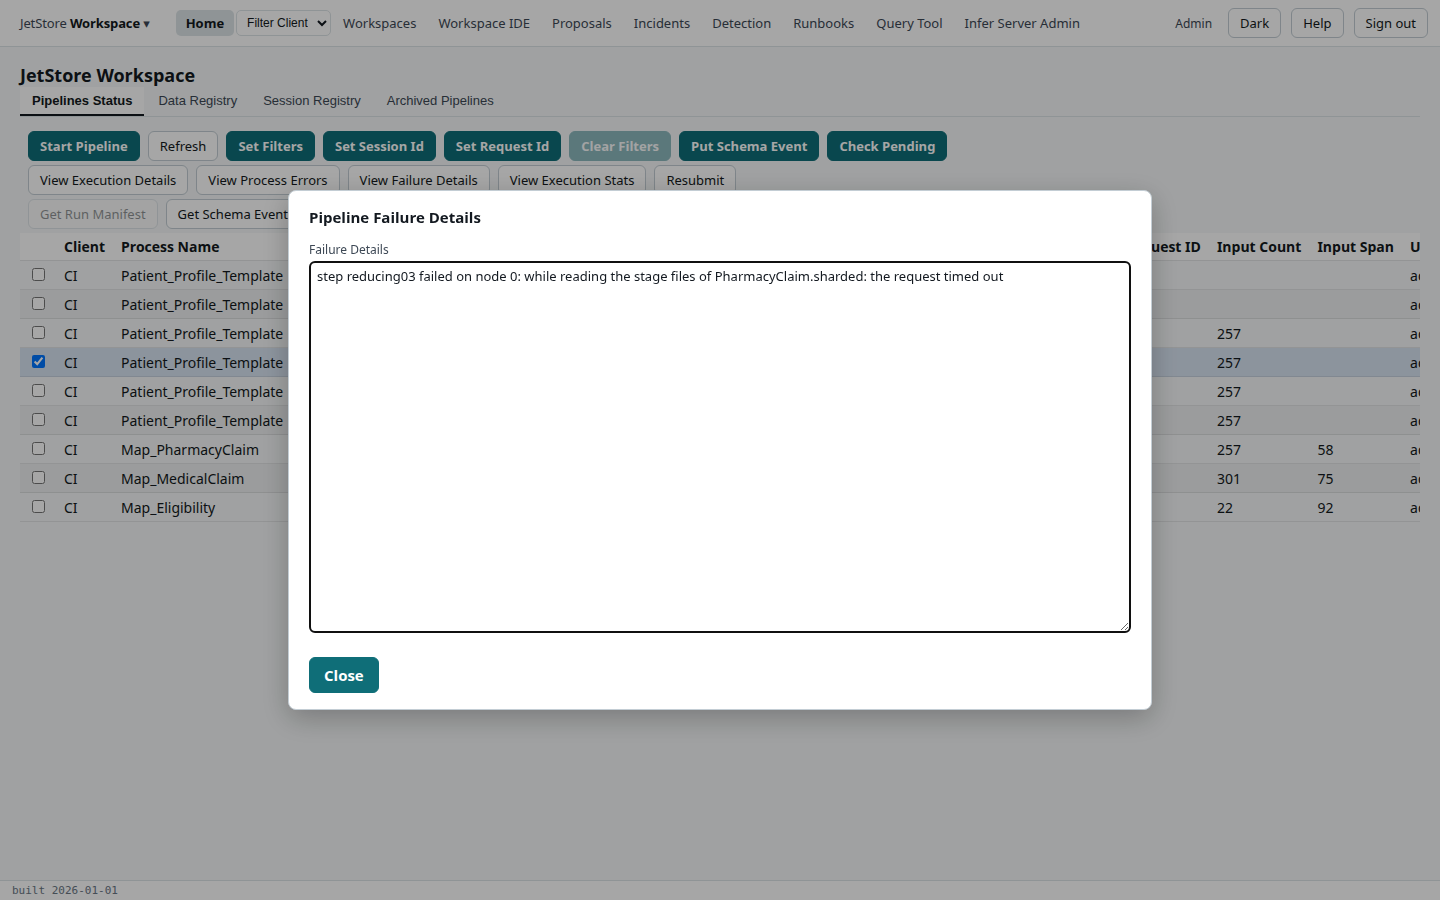 JetStore Workspace ▾ Home Filter Client Workspaces Workspace IDE Proposals Incidents Detection Runbooks Query Tool Infer Server Admin Admin Dark Help Sign out
JetStore Workspace
Pipelines Status Data Registry Session Registry Archived Pipelines
Start Pipeline Refresh Set Filters Set Session Id Set Request Id Clear Filters Put Schema Event Check Pending
View Execution Details View Process Errors View Failure Details View Execution Stats Resubmit
Get Run Manifest Get Schema Event
Pipeline Failure Details
Failure Details
step reducing03 failed on node 0: while reading the stage files of PharmacyClaim.sharded: the request timed out
Close
Client Process Name ID Input Count Input Span
CI Patient_Profile_Template
CI Patient_Profile_Template
CI Patient_Profile_Template 257
CI Patient_Profile_Template 257
CI Patient_Profile_Template 257
CI Patient_Profile_Template 257
CI Map_PharmacyClaim 257 58
CI Map_MedicalClaim 301 75
CI Map_Eligibility 22 92
built 2026-01-01